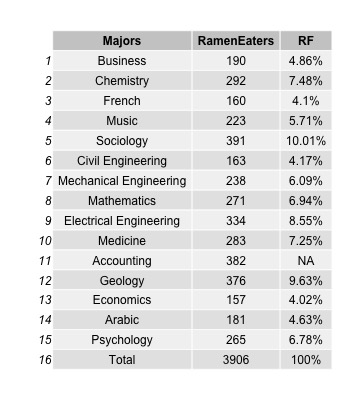 Majors RamenEaters RF
1 Business 190 4.86%
2 Chemistry 292 7.48%
3 French 160 4.1%
4 Music 223 5.71%
5 Sociology 391 10.01%
6 Civil Engineering 163 4.17%
7 Mechanical Engineering 238 6.09%
8 Mathematics 271 6.94%
9 Electrical Engineering 334 8.55%
10 Medicine 283 7.25%
11 Accounting 382 NA
12 Geology 376 9.63%
13 Economics 157 4.02%
14 Arabic 181 4.63%
15 Psychology 265 6.78%
16 Total 3906 100%